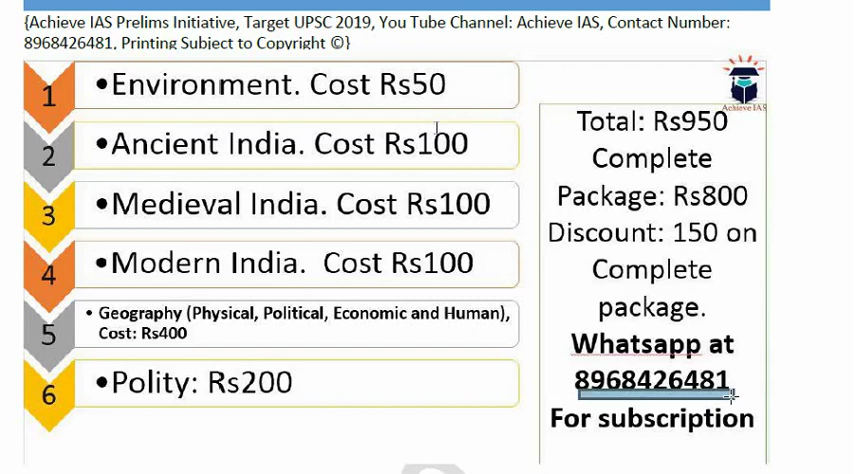 {Achieve IAS Prelims Initiative, Target UPSC 2019, You Tube Channel: Achieve IAS, Contact Number:
8968426481, Printing Subject to Copyright ©}
1
•Environment. Cost Rs50
2
•Ancient India. Cost Rs100
3
•Medieval India. Cost Rs100
4
•Modern India.  Cost Rs100
5
• Geography (Physical, Political, Economic and Human),
Cost: Rs400
6
•Polity: Rs200
Achieve IAS
Total: Rs950
Complete
Package: Rs800
Discount: 150 on
Complete
package.
Whatsapp at
8968426481
For subscription